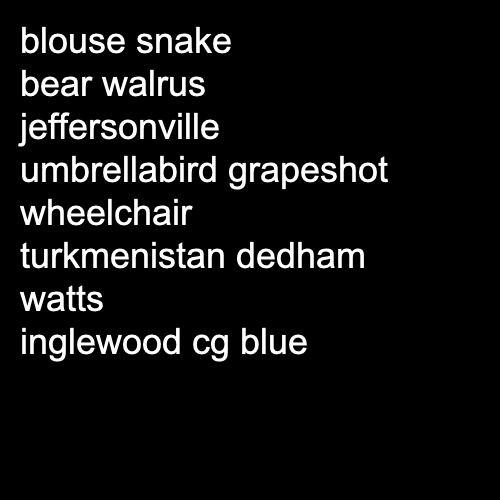 blouse snake
bear walrus
jeffersonville
umbrellabird grapeshot
wheelchair
turkmenistan dedham
watts
inglewood cg blue